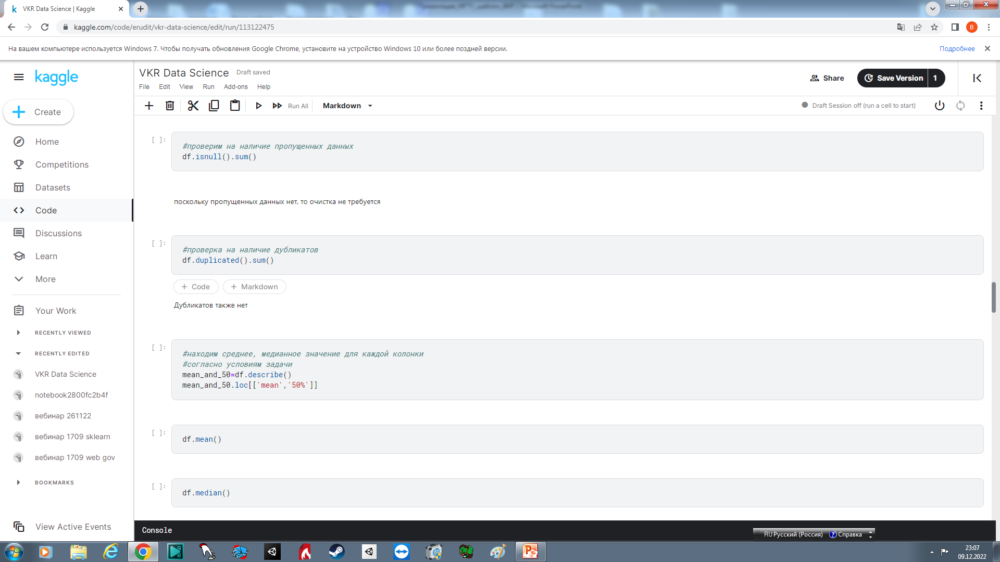 VKR Data Science | Kaggle
kaggle.com/code/erudit/vkr-data-science/edit/run/113122475
B
На вашем компьютере используется Windows 7. Чтобы получать обновления Google Chrome, установите на устройство Windows 10 или более поздней версии.
Подробнее
kaggle
VKR Data Science
Draft saved
Share
Save Version
1
File
Edit
View
Run
Add-ons
Help
Run All
Markdown
Draft Session off (run a cell to start)
Create
Home
Competitions
Datasets
Code
Discussions
Learn
More
Your Work
RECENTLY VIEWED
RECENTLY EDITED
VKR Data Science
notebook2800fc2b4f
вебинар 261122
вебинар 1709 sklearn
вебинар 1709 web gov
BOOKMARKS
View Active Events
[ ]:
#проверим на наличие пропущенных данных
df.isnull().sum()
поскольку пропущенных данных нет, то очистка не требуется
[ ]:
#проверка на наличие дубликатов
df.duplicated().sum()
+ Code
+ Markdown
Дубликатов также нет
[ ]:
#находим среднее, медианное значение для каждой колонки
#согласно условиям задачи
mean_and_50=df.describe()
mean_and_50.loc[['mean','50%']]
[ ]:
df.mean()
[ ]:
df.median()
Console
RU Русский (Россия)
Справка
23:07
09.12.2022